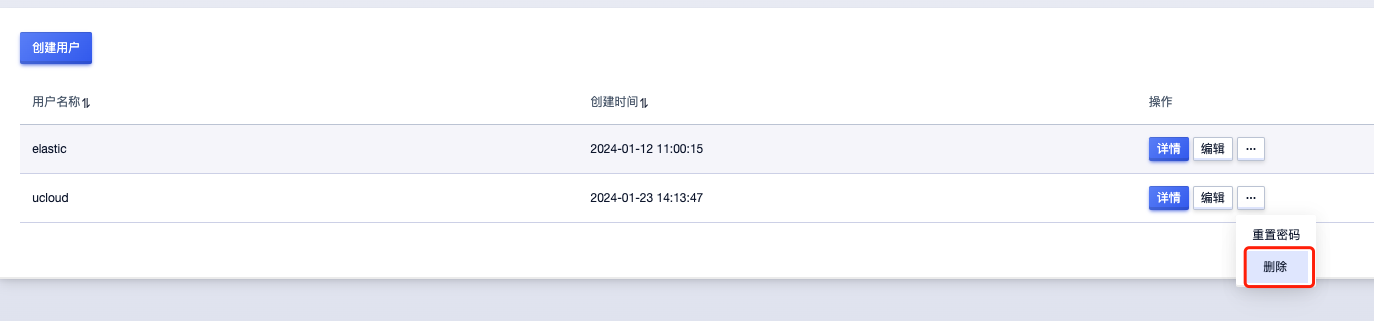 创建用户
用户名称 创建时间 操作
elastic 2024-01-12 11:00:15 详情 编辑 ···
ucloud 2024-01-23 14:13:47 详情 编辑 ···
重置密码
删除